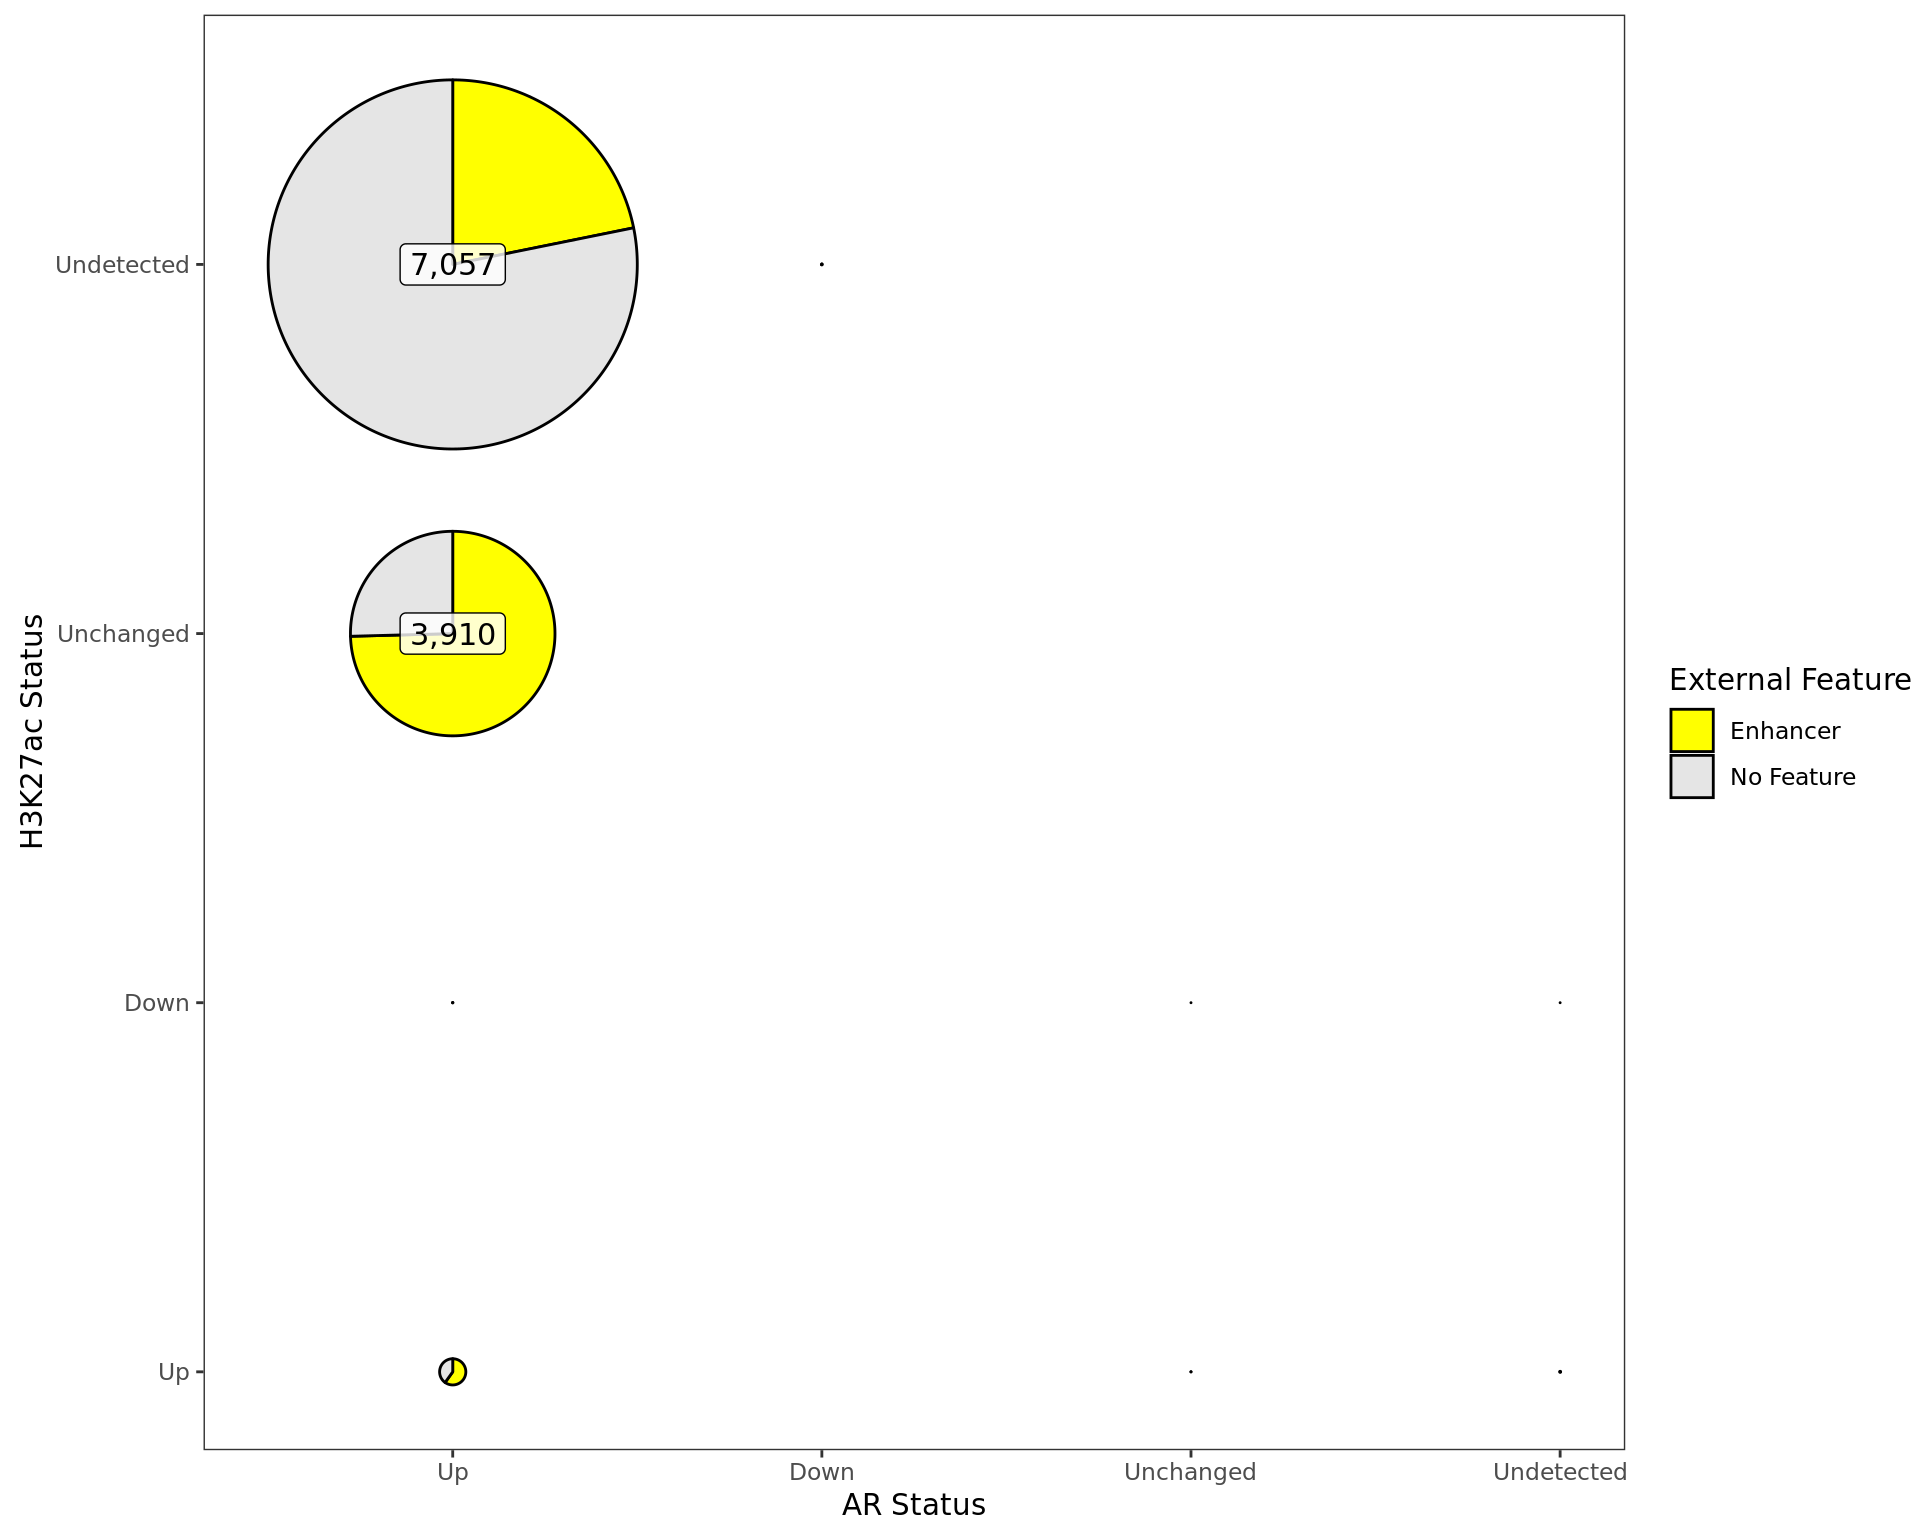 7,057
Undetected
3,910
Unchanged
H3K27ac Status
External Feature
Enhancer
No Feature
Down
Up
Up
Down
Unchanged
Undetected
AR Status